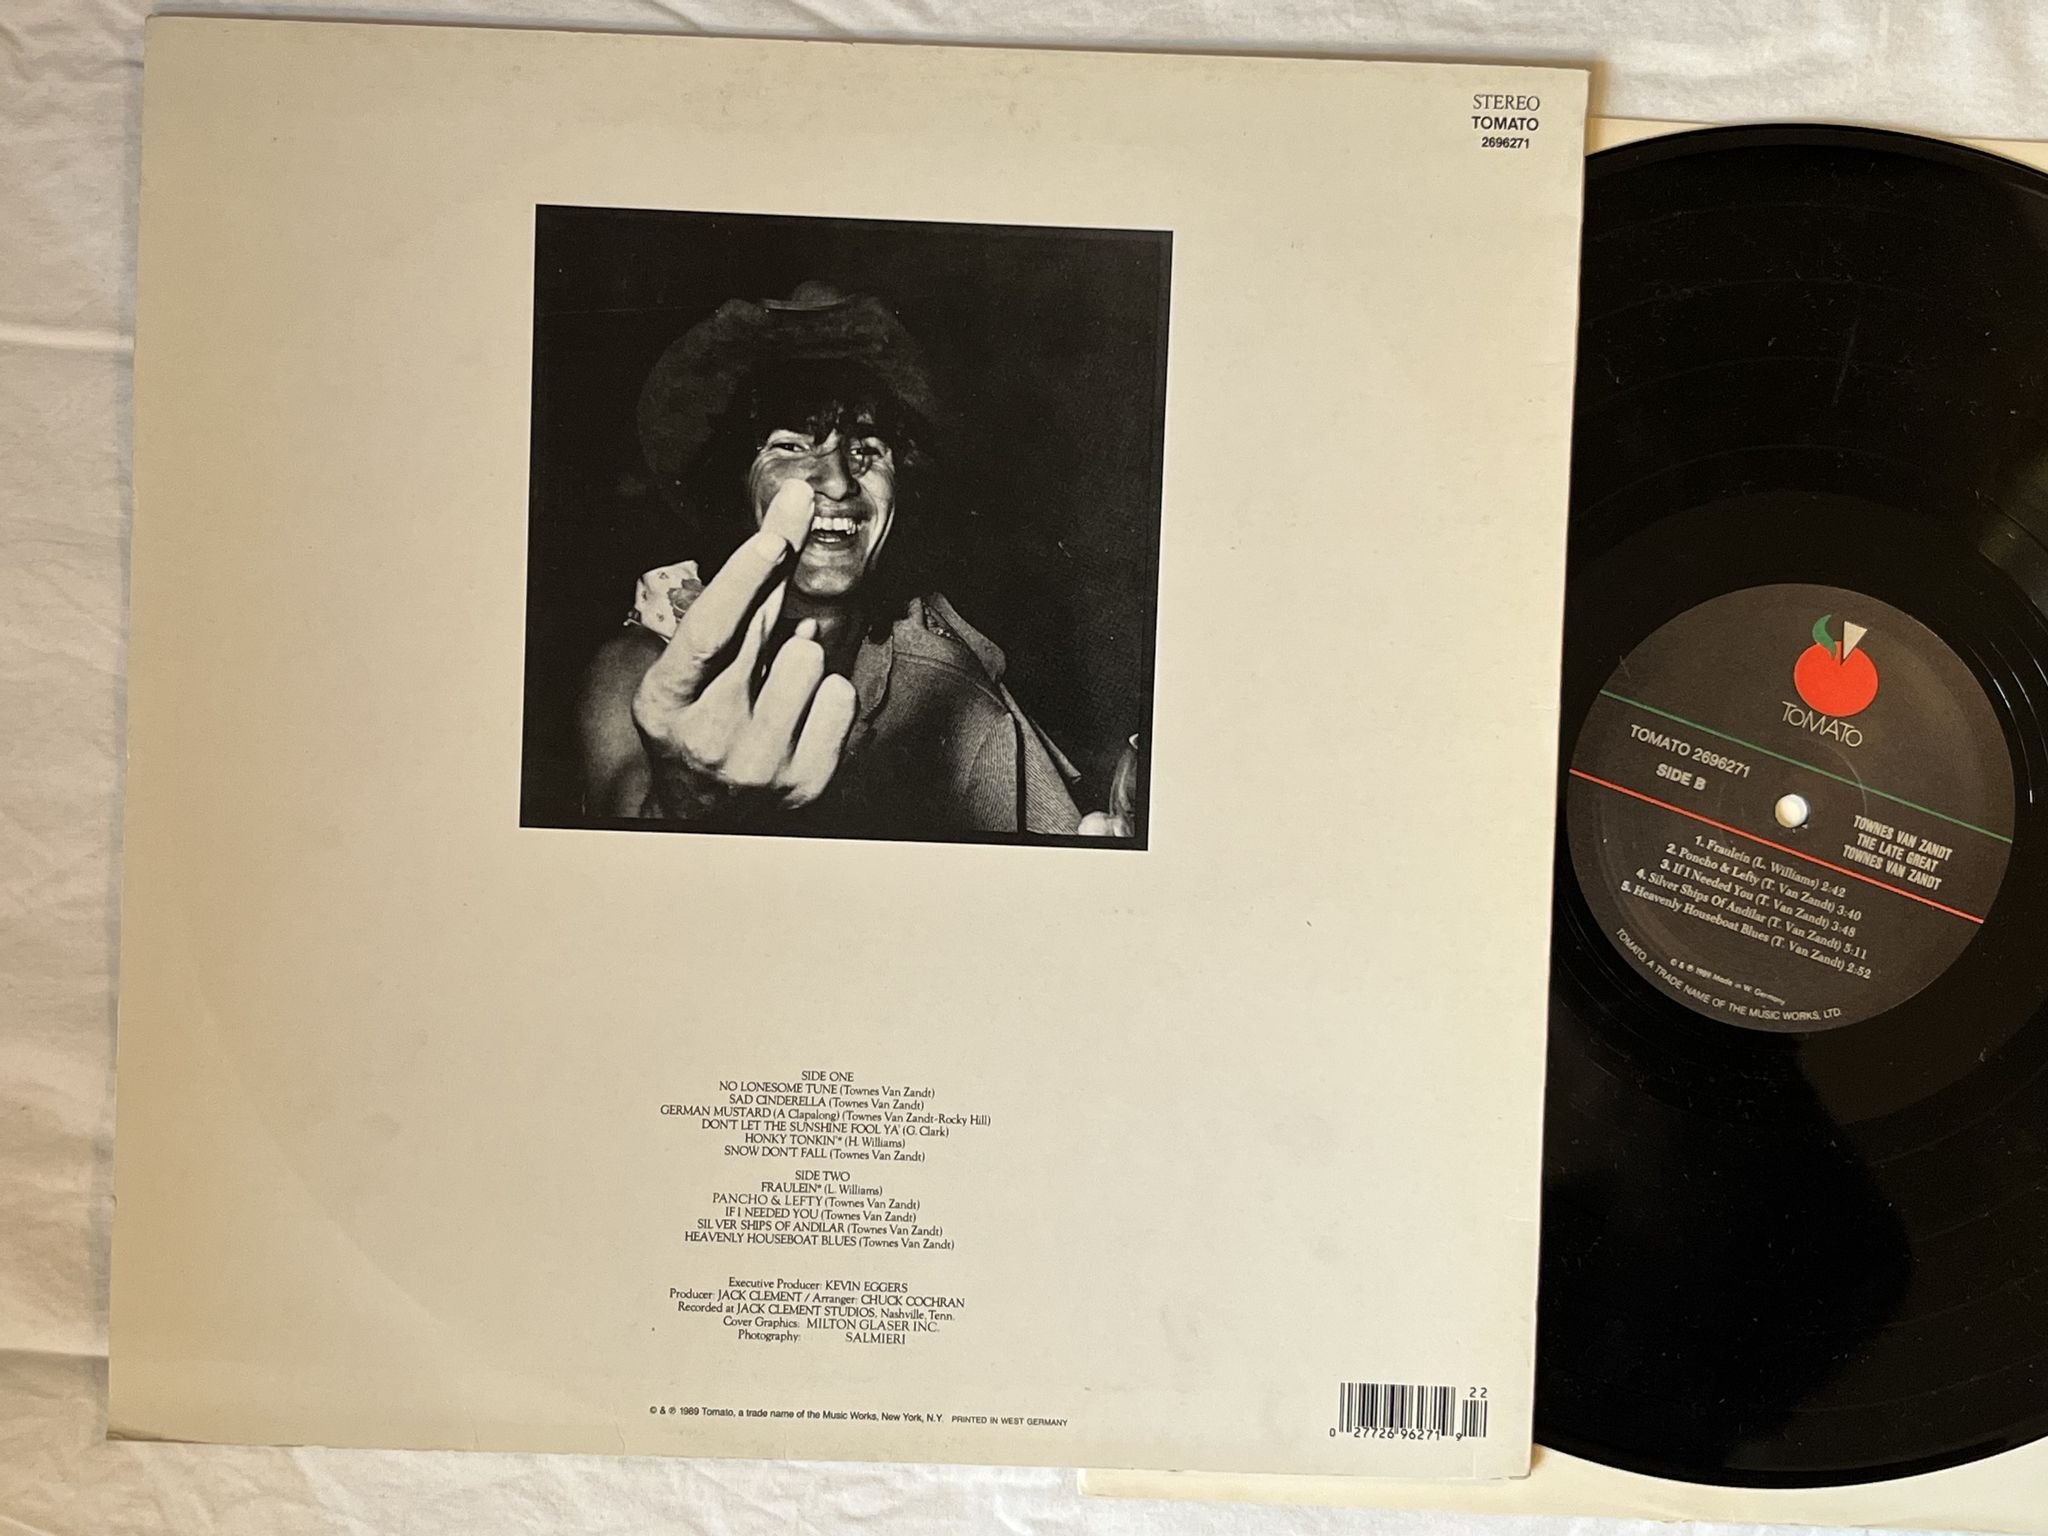 STEREO
TOMATO
2696271
SIDE ONE
NO LONESOME TUNE (Townes Van Zandt)
SAD CINDERELLA (Townes Van Zandt)
GERMAN MUSTARD (A Clapalong) (Townes Van Zandt-Rocky Hill)
DON'T LET THE SUNSHINE FOOL YA' (G. Clark)
HONKY TONKIN'* (H. Williams)
SNOW DON'T FALL (Townes Van Zandt)
SIDE TWO
FRAULEIN* (L. Williams)
PANCHO & LEFTY (Townes Van Zandt)
IF I NEEDED YOU (Townes Van Zandt)
SILVER SHIPS OF ANDILAR (Townes Van Zandt)
HEAVENLY HOUSEBOAT BLUES (Townes Van Zandt)
Executive Producer: KEVIN EGGERS
Producer: JACK CLEMENT / Arranger: CHUCK COCHRAN
Recorded at JACK CLEMENT STUDIOS, Nashville, Tenn.
Cover Graphics: MILTON GLASER INC.
Photography: SALMIERI
© & ℗ 1989 Tomato, a trade name of the Music Works, New York, N.Y. PRINTED IN WEST GERMANY
22
0 27726 96271 9
TOMATO
TOMATO 2696271
SIDE B
TOWNES VAN ZANDT
THE LATE GREAT
TOWNES VAN ZANDT
1. Fraulein (L. Williams) 2:42
2. Poncho & Lefty (T. Van Zandt) 3:40
3. If I Needed You (T. Van Zandt) 3:48
4. Silver Ships Of Andilar (T. Van Zandt) 5:11
5. Heavenly Houseboat Blues (T. Van Zandt) 2:52
© & ℗ 1989 Made in W. Germany
TOMATO, A TRADE NAME OF THE MUSIC WORKS, LTD.